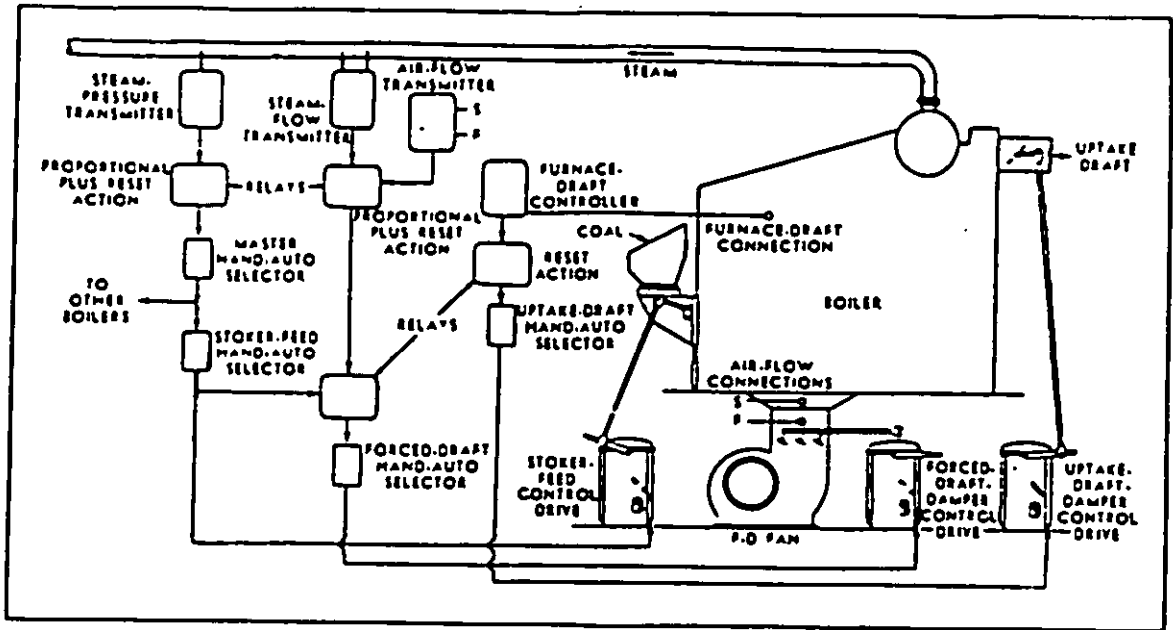 STEAM
STEAM-
PRESSURE
TRANSMITTER
STEAM-
FLOW
TRANSMITTER
AIR-FLOW
TRANSMITTER
S
P
UPTAKE
DRAFT
PROPORTIONAL
PLUS RESET
ACTION
RELAYS
PROPORTIONAL
PLUS RESET
ACTION
FURNACE-
DRAFT
CONTROLLER
FURNACE-DRAFT
CONNECTION
COAL
MASTER
HAND-AUTO
SELECTOR
RESET
ACTION
TO
OTHER
BOILERS
RELAYS
UPTAKE-DRAFT
HAND-AUTO
SELECTOR
BOILER
STOKER-FEED
HAND-AUTO
SELECTOR
AIR-FLOW
CONNECTIONS
S
P
FORCED-DRAFT
HAND-AUTO
SELECTOR
STOKER-
FEED
CONTROL
DRIVE
F-D FAN
FORCED-
DRAFT-
DAMPER
CONTROL
DRIVE
UPTAKE-
DRAFT-
DAMPER
CONTROL
DRIVE